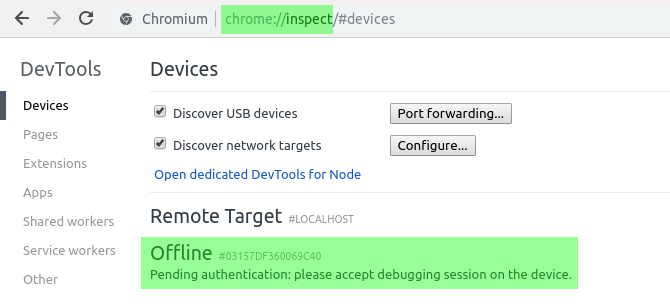 Chromium | chrome://inspect/#devices
DevTools
Devices
Pages
Extensions
Apps
Shared workers
Service workers
Other
Devices
Discover USB devices Port forwarding...
Discover network targets Configure...
Open dedicated DevTools for Node
Remote Target #LOCALHOST
Offline #03157DF360069C40
Pending authentication: please accept debugging session on the device.